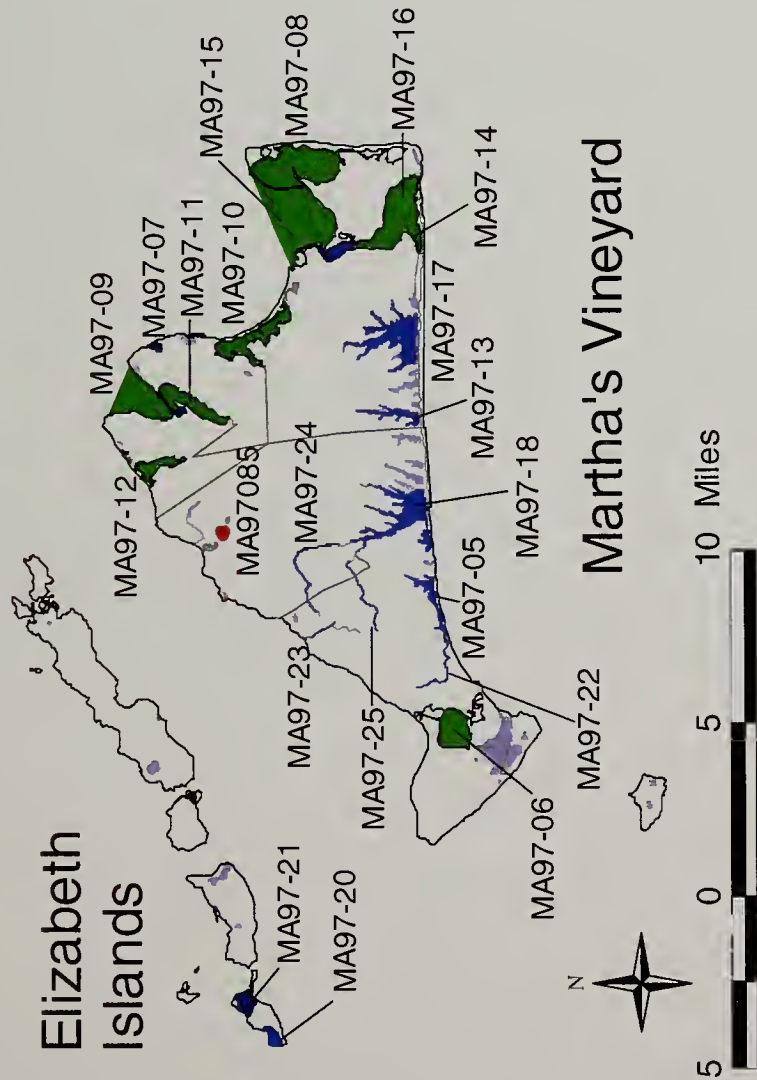 Elizabeth
Islands
MA97-21
MA97-20
MA97-12
MA97-09
MA97-07
MA97-11
MA97-10
MA97-15
MA97-08
MA97-16
MA97-14
MA97085
MA97-24
MA97-23
MA97-25
MA97-17
MA97-13
MA97-18
MA97-05
MA97-22
MA97-06
Martha's Vineyard
N
5 0 5 10 Miles